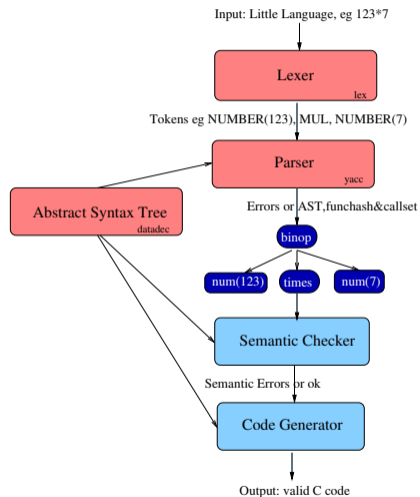 Input: Little Language, eg 123*7
Lexer
lex
Tokens eg NUMBER(123), MUL, NUMBER(7)
Parser
yacc
Abstract Syntax Tree
datadec
Errors or AST,funchash&callset
binop
num(123)
times
num(7)
Semantic Checker
Semantic Errors or ok
Code Generator
Output: valid C code